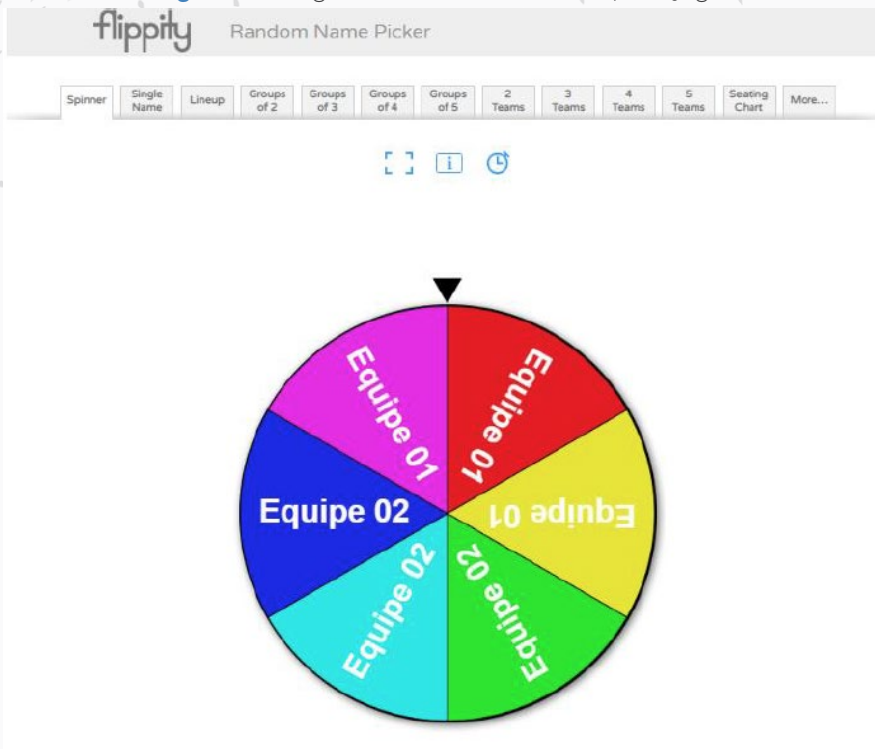 flippity Random Name Picker
Spinner Single Name Lineup Groups of 2 Groups of 3 Groups of 4 Groups of 5 2 Teams 3 Teams 4 Teams 5 Teams Seating Chart More...
i
Equipe 01
Equipe 01
Equipe 01
Equipe 02
Equipe 02
Equipe 02